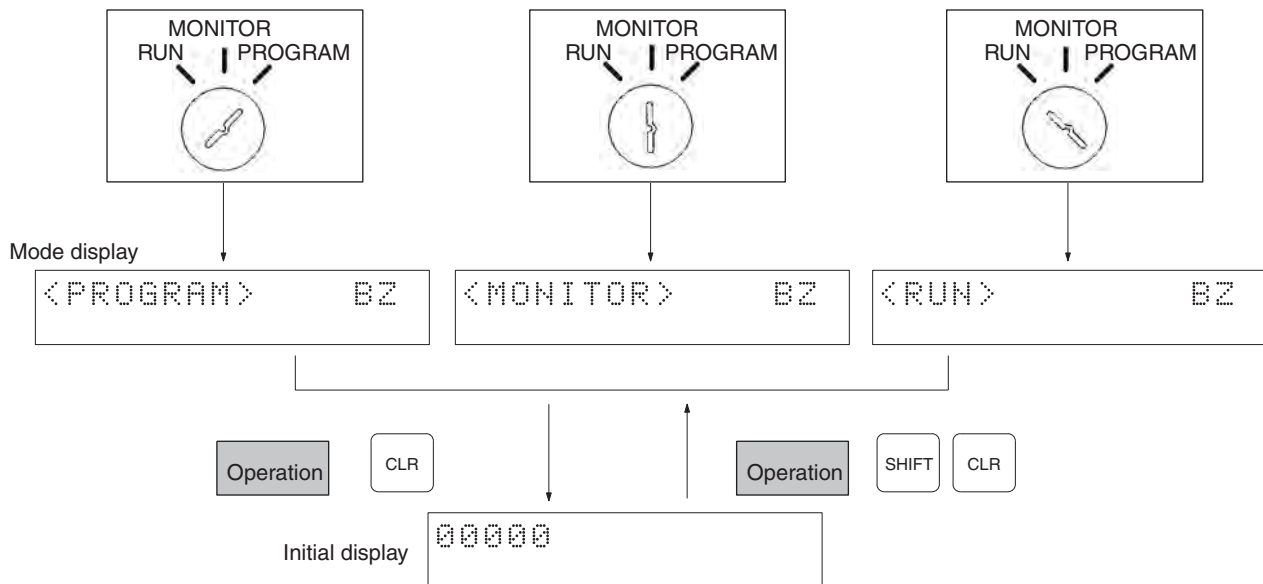 MONITOR
RUN PROGRAM
MONITOR
RUN PROGRAM
MONITOR
RUN PROGRAM
Mode display
<PROGRAM> BZ
<MONITOR> BZ
<RUN> BZ
Operation CLR
Operation SHIFT CLR
Initial display 00000